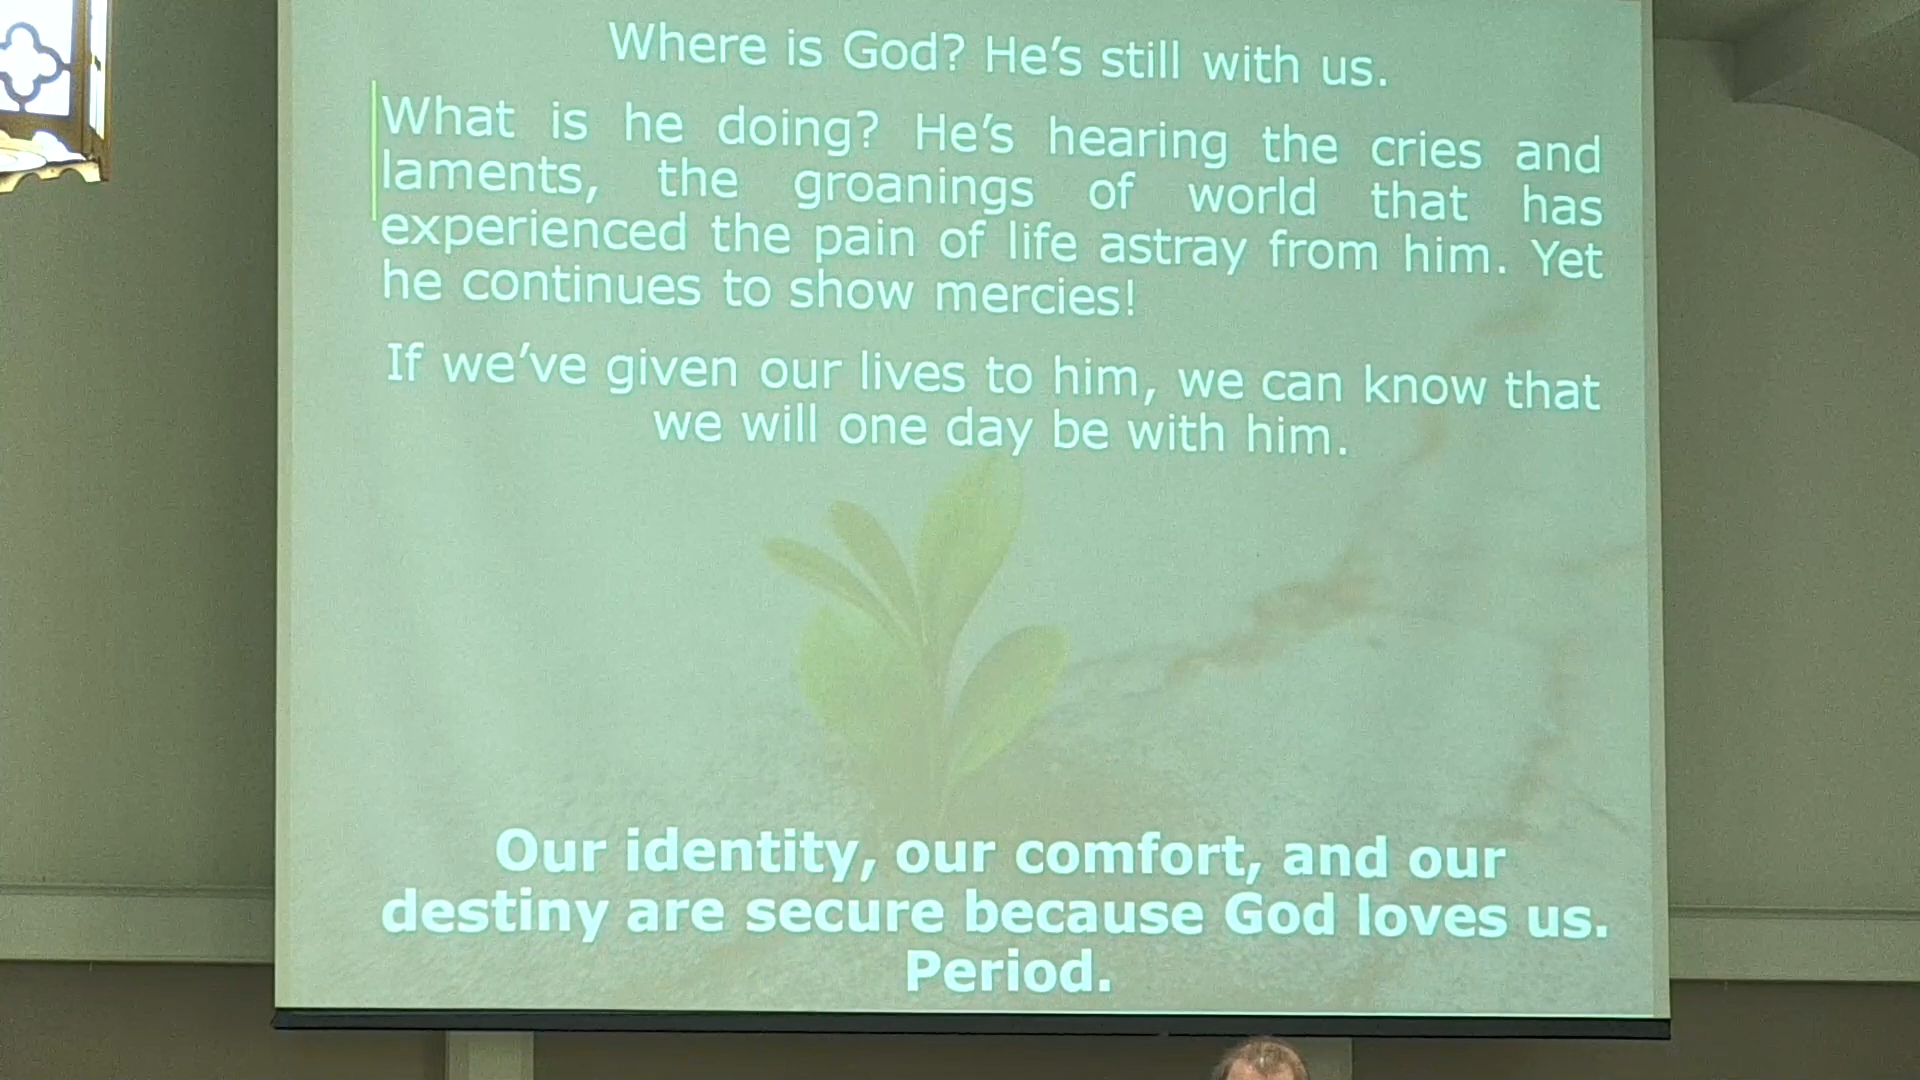 Where is God? He's still with us.
What is he doing? He's hearing the cries and
laments, the groanings of world that has
experienced the pain of life astray from him. Yet
he continues to show mercies!
If we've given our lives to him, we can know that
we will one day be with him.
Our identity, our comfort, and our
destiny are secure because God loves us.
Period.